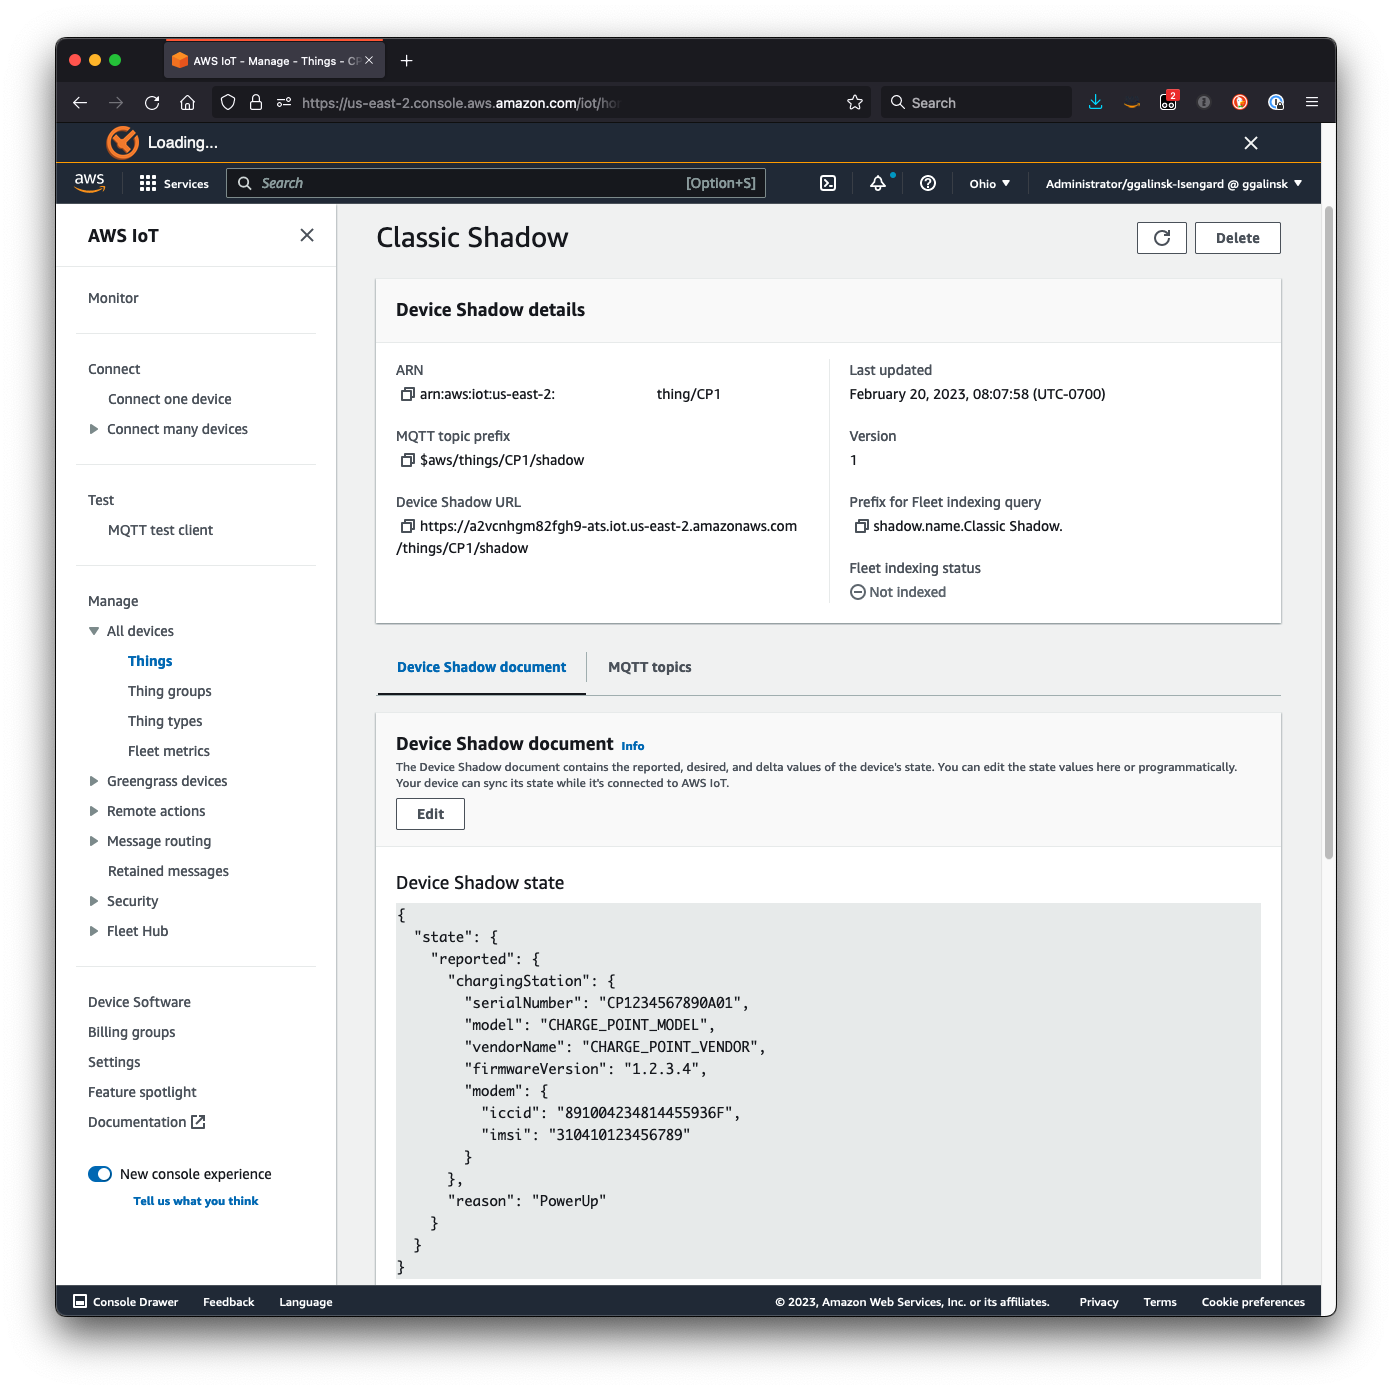 AWS IoT - Manage - Things - CP
https://us-east-2.console.aws.amazon.com/iot/ho
Search
2
Loading...
aws
Services
Search
[Option+S]
Ohio
Administrator/ggalinsk-Isengard @ ggalinsk
AWS IoT
Monitor
Connect
Connect one device
Connect many devices
Test
MQTT test client
Manage
All devices
Things
Thing groups
Thing types
Fleet metrics
Greengrass devices
Remote actions
Message routing
Retained messages
Security
Fleet Hub
Device Software
Billing groups
Settings
Feature spotlight
Documentation
New console experience
Tell us what you think
Classic Shadow
Delete
Device Shadow details
ARN
arn:aws:iot:us-east-2: thing/CP1
MQTT topic prefix
$aws/things/CP1/shadow
Device Shadow URL
https://a2vcnhgm82fgh9-ats.iot.us-east-2.amazonaws.com
/things/CP1/shadow
Last updated
February 20, 2023, 08:07:58 (UTC-0700)
Version
1
Prefix for Fleet indexing query
shadow.name.Classic Shadow.
Fleet indexing status
Not indexed
Device Shadow document
MQTT topics
Device Shadow document Info
The Device Shadow document contains the reported, desired, and delta values of the device's state. You can edit the state values here or programmatically.
Your device can sync its state while it's connected to AWS IoT.
Edit
Device Shadow state
{
"state": {
"reported": {
"chargingStation": {
"serialNumber": "CP1234567890A01",
"model": "CHARGE_POINT_MODEL",
"vendorName": "CHARGE_POINT_VENDOR",
"firmwareVersion": "1.2.3.4",
"modem": {
"iccid": "891004234814455936F",
"imsi": "310410123456789"
}
},
"reason": "PowerUp"
}
}
}
Console Drawer
Feedback
Language
© 2023, Amazon Web Services, Inc. or its affiliates.
Privacy
Terms
Cookie preferences